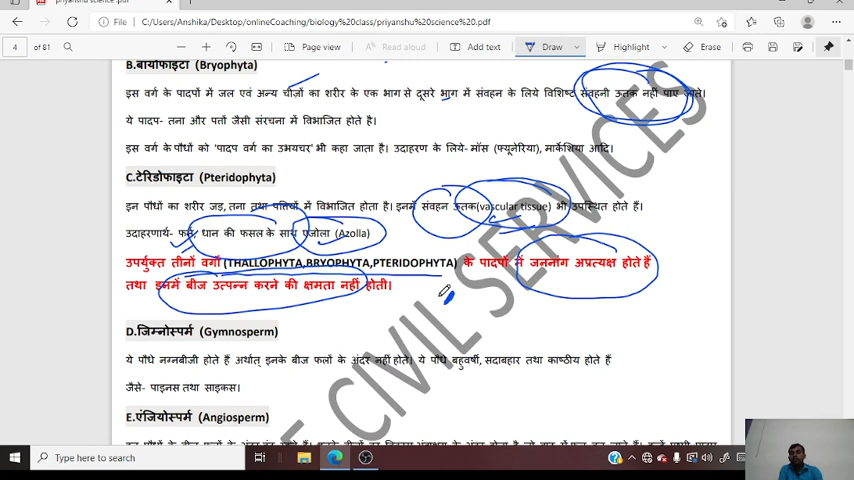 priyanshu science .pdf
C:/Users/Anshika/Desktop/onlineCoaching/biology%20class/priyanshu%20science%20.pdf
4 of 81
Page view
Read aloud
Add text
Draw
Highlight
Erase
B.बायोफाइटा (Bryophyta)
इस वर्ग के पादपों में जल एवं अन्य चीज़ों का शरीर के एक भाग से दूसरे भाग में संवहन के लिये विशिष्ट संवहनी ऊतक नहीं पाए जाते।
ये पादप- तना और पत्तों जैसी संरचना में विभाजित होते है।
इस वर्ग के पौधों को 'पादप वर्ग का उभयचर' भी कहा जाता है। उदाहरण के लिये- मॉस (फ्यूनेरिया), मार्केंशिया आदि।
C.टेरिडोफाइटा (Pteridophyta)
इन पौधों का शरीर जड़, तना तथा पत्तियों में विभाजित होता है। इनमें संवहन ऊतक(vascular tissue) भी उपस्थित होते हैं।
उदाहरणार्थ- फर्न, धान की फसल के साथ एजोला (Azolla)
उपर्युक्त तीनों वर्गों (THALLOPHYTA,BRYOPHYTA,PTERIDOPHYTA) के पादपों में जननांग अप्रत्यक्ष होते हैं
तथा इनमें बीज उत्पन्न करने की क्षमता नहीं होती।
D.जिम्नोस्पर्म (Gymnosperm)
ये पौधे नग्नबीजी होते हैं अर्थात् इनके बीज फलों के अंदर नहीं होते। ये पौधे बहुवर्षी, सदाबहार तथा काष्ठीय होते हैं
जैसे- पाइनस तथा साइकस।
E.एंजियोस्पर्म (Angiosperm)
CIVIL SERVICE
Type here to search